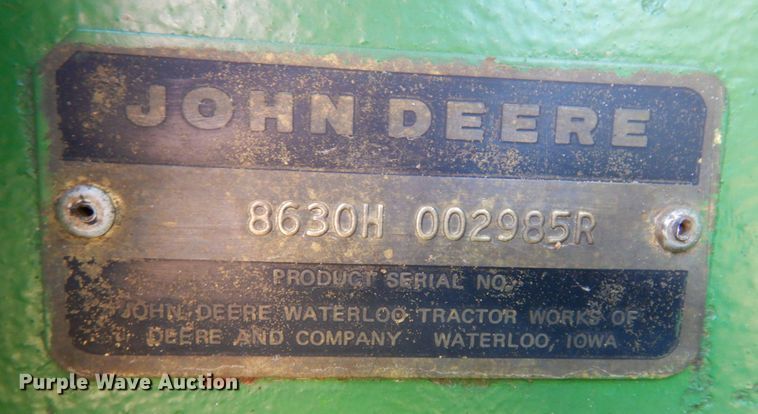 JOHN DEERE
8630H 002985R
PRODUCT SERIAL NO.
JOHN DEERE WATERLOO TRACTOR WORKS OF
DEERE AND COMPANY WATERLOO, IOWA
Purple Wave Auction